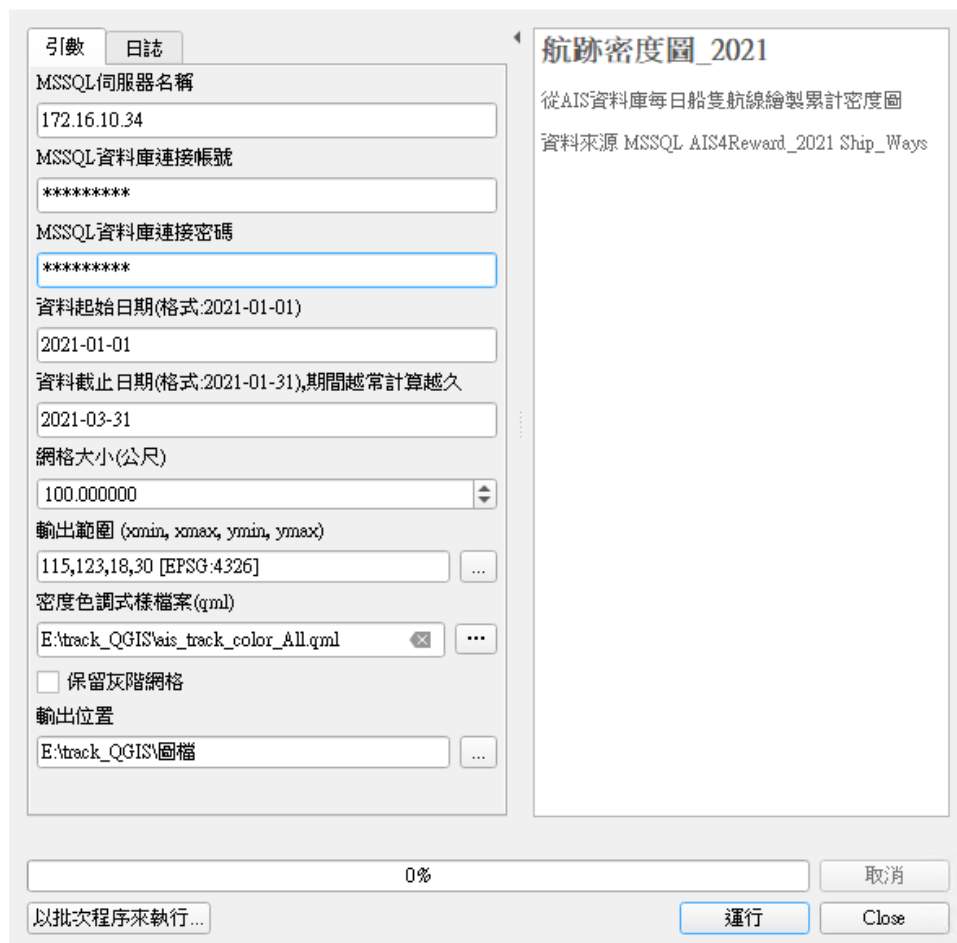 引數 日誌
MSSQL伺服器名稱
172.16.10.34
MSSQL資料庫連接帳號
*********
MSSQL資料庫連接密碼
*********
資料起始日期(格式:2021-01-01)
2021-01-01
資料截止日期(格式:2021-01-31),期間越常計算越久
2021-03-31
網格大小(公尺)
100.000000
輸出範圍 (xmin, xmax, ymin, ymax)
115,123,18,30 [EPSG:4326]
...
密度色調式樣檔案(qml)
E:\track_QGIS\ais_track_color_All.qml
...
保留灰階網格
輸出位置
E:\track_QGIS\圖檔
...
航跡密度圖_2021
從AIS資料庫每日船隻航線繪製累計密度圖
資料來源 MSSQL AIS4Reward_2021 Ship_Ways
0%
取消
以批次程序來執行...
運行
Close